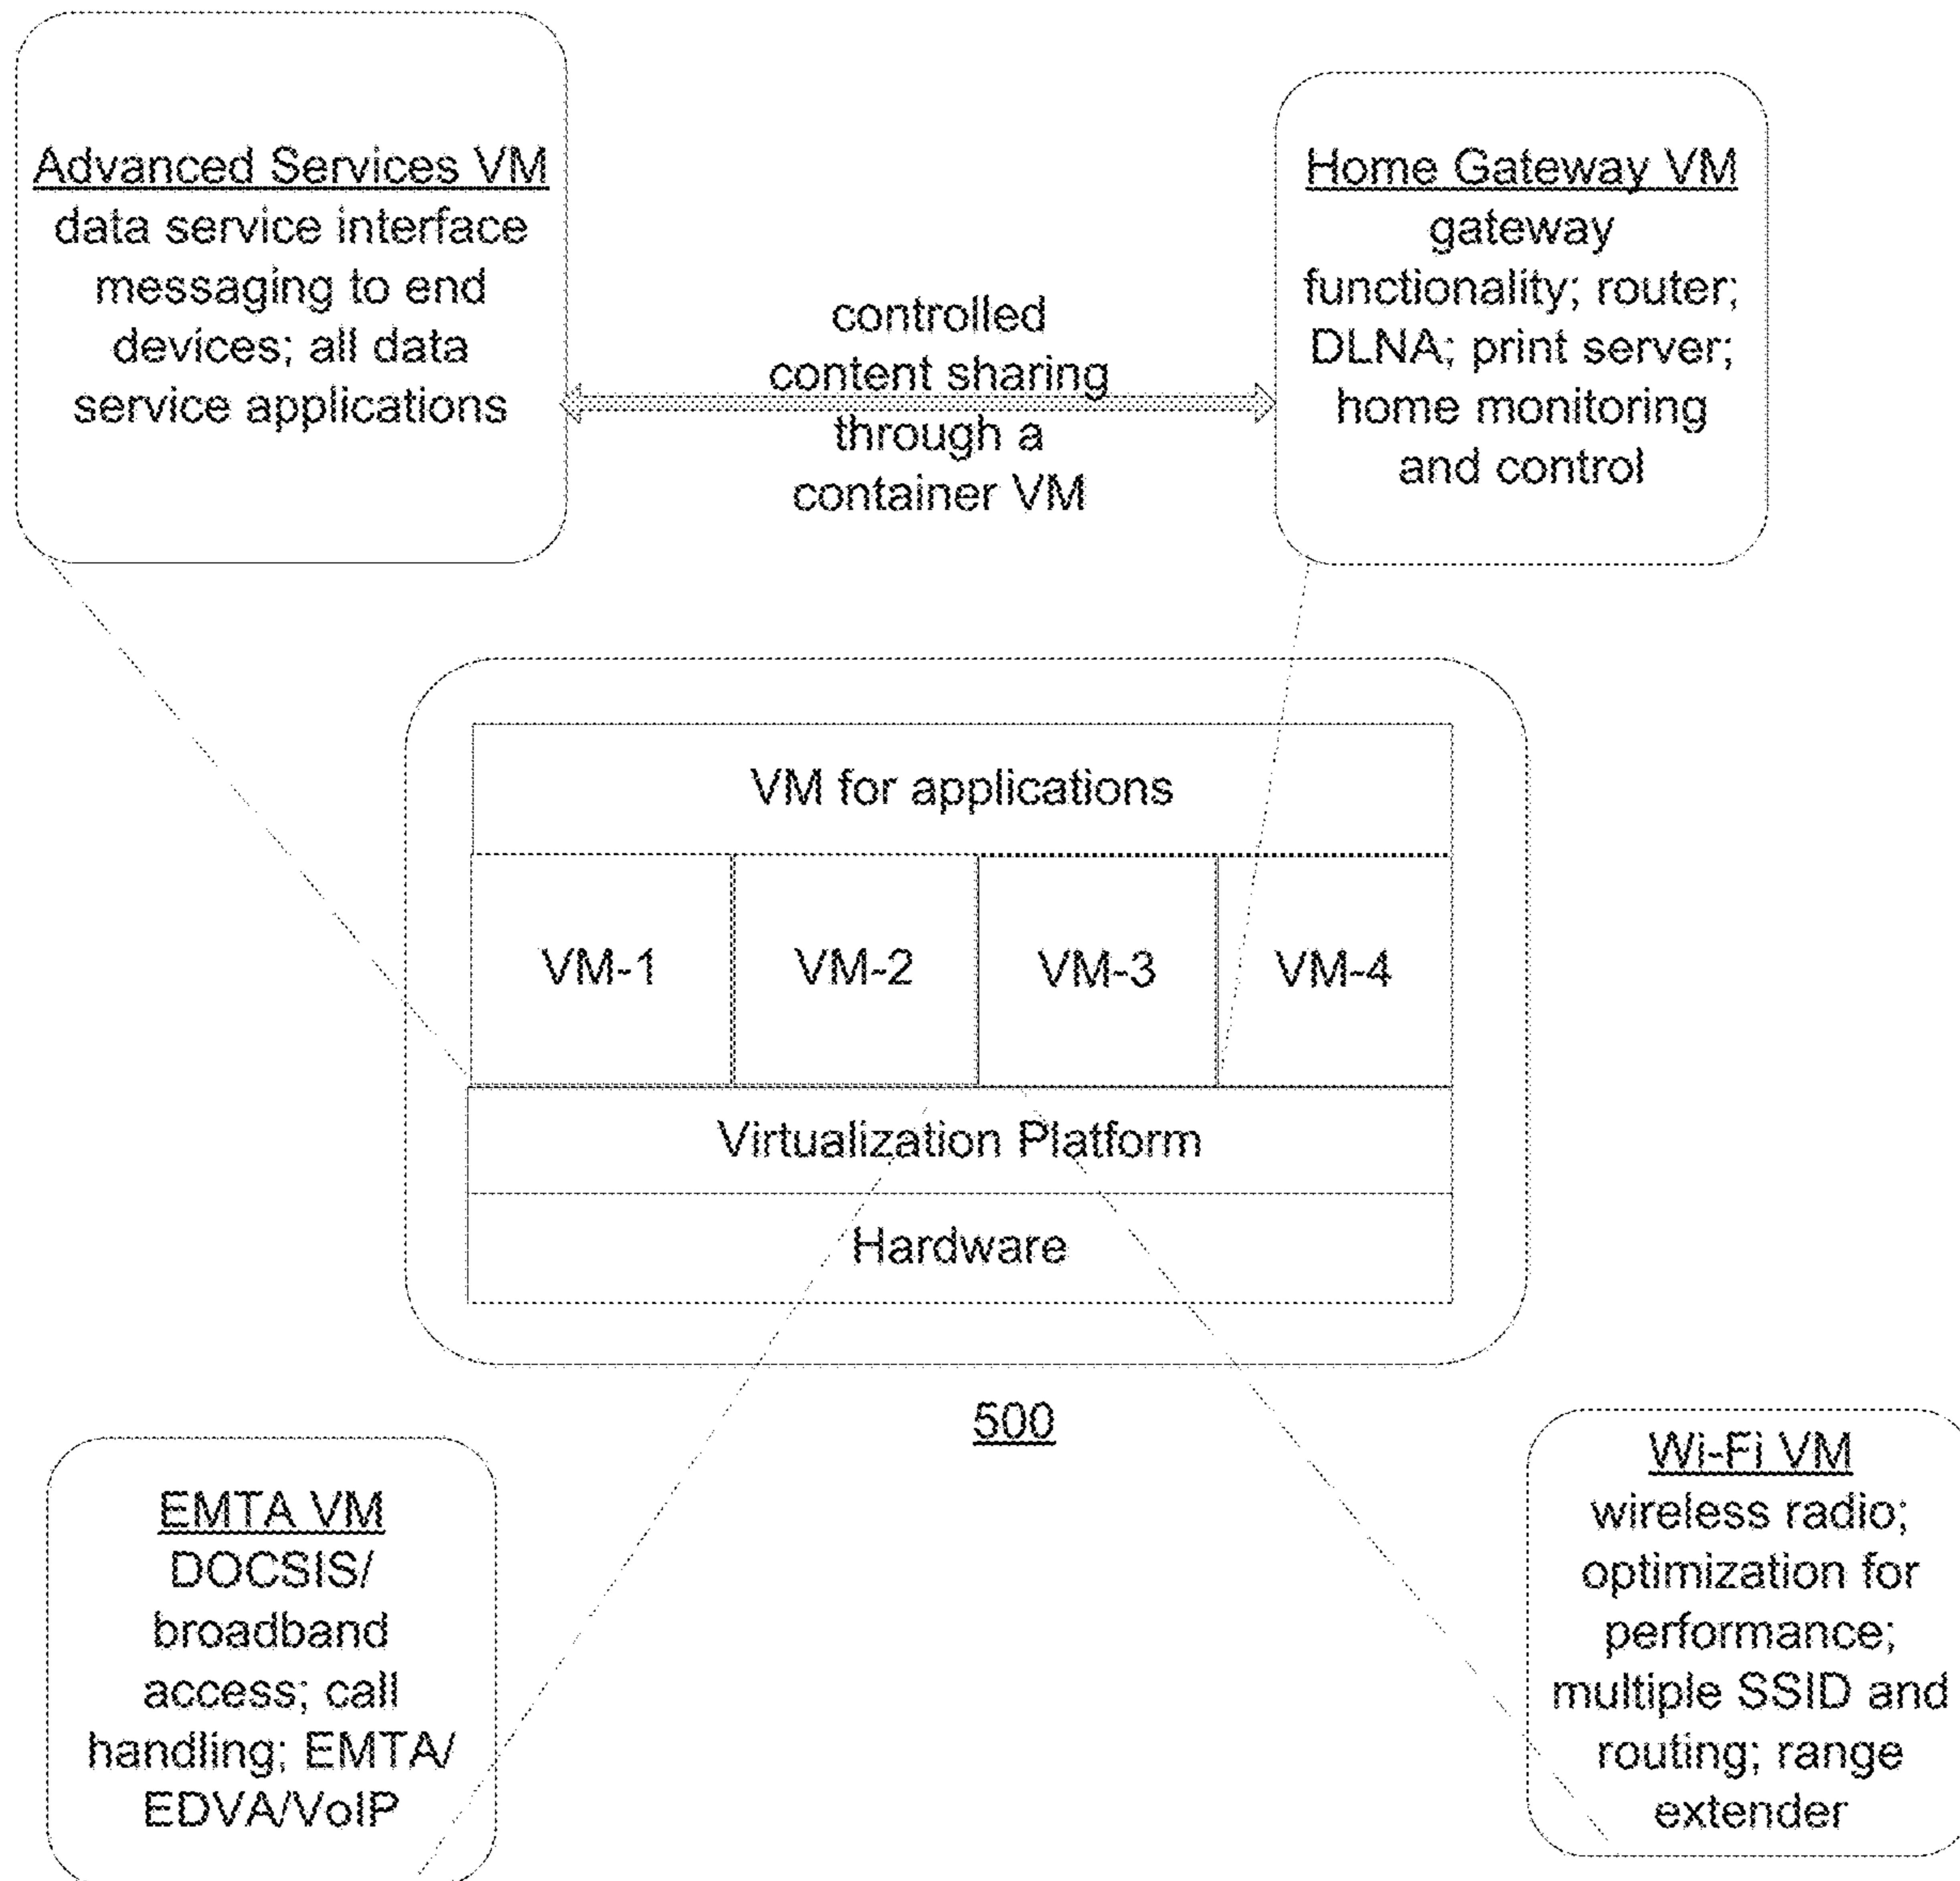 Advanced Services VM
data service interface
messaging to end
devices; all data
service applications
controlled
content sharing
through a
container VM
Home Gateway VM
gateway
functionality; router;
DLNA; print server;
home monitoring
and control
VM for applications
VM-1
VM-2
VM-3
VM-4
Virtualization Platform
Hardware
500
EMTA VM
DOCSIS/
broadband
access; call
handling; EMTA/
EDVA/VoIP
Wi-Fi VM
wireless radio;
optimization for
performance;
multiple SSID and
routing; range
extender